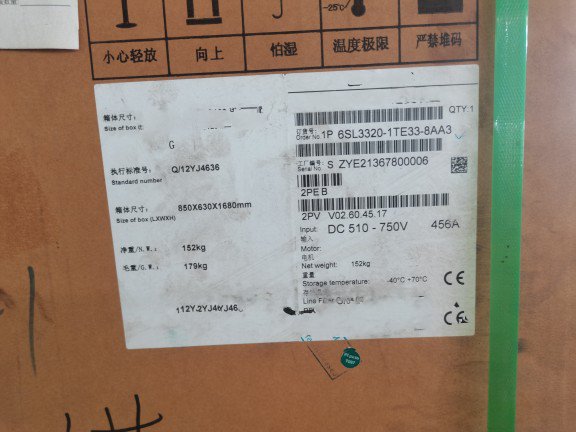 -25℃
小心轻放 向上 怕湿 温度极限 严禁堆码
箱体尺寸:
Size of box
G
执行标准号: Q/12YJ4636
Standard number
箱体尺寸: 850X630X1680mm
Size of box (LXWXH)
净重/N.W.: 152kg
毛重/G.W.: 179kg
QTY.1
订货号:
Order No. 1P 6SL3320-1TE33-8AA3
工厂编号:
Serial No S ZYE21367800006
2PE B
2PV V02.60.45.17
Input: DC 510 - 750V 456A
输入
Motor:
电机
Net weight: 152kg
重量
Storage temperature: -40°C +70°C
Line Filter
CE
CE